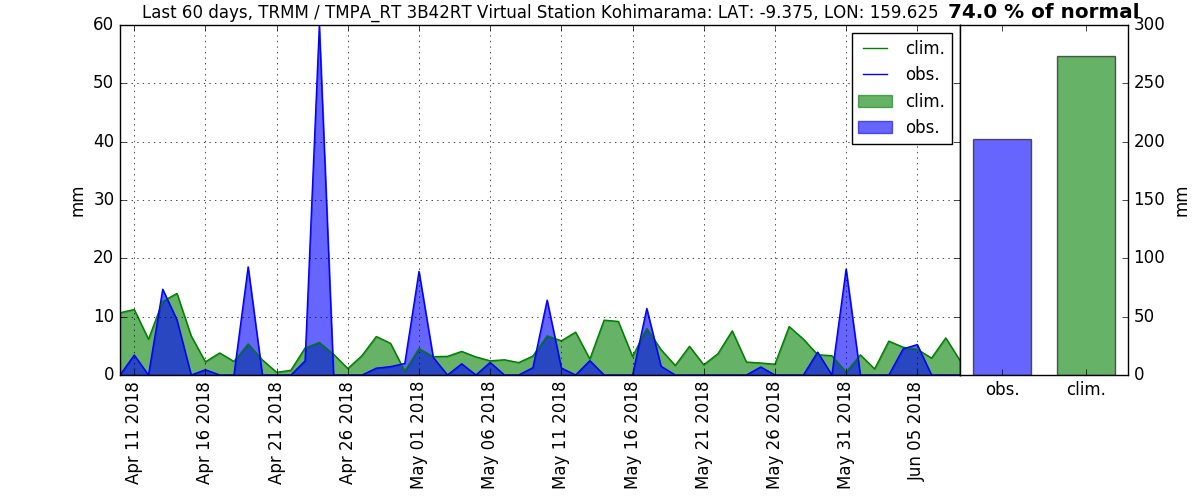 Last 60 days, TRMM / TMPA_RT 3B42RT Virtual Station Kohimarama: LAT: -9.375, LON: 159.625 74.0 % of normal
60
50
40
30
20
10
0
mm
clim.
obs.
clim.
obs.
300
250
200
150
100
50
0
mm
Apr 11 2018
Apr 16 2018
Apr 21 2018
Apr 26 2018
May 01 2018
May 06 2018
May 11 2018
May 16 2018
May 21 2018
May 26 2018
May 31 2018
Jun 05 2018
obs.
clim.